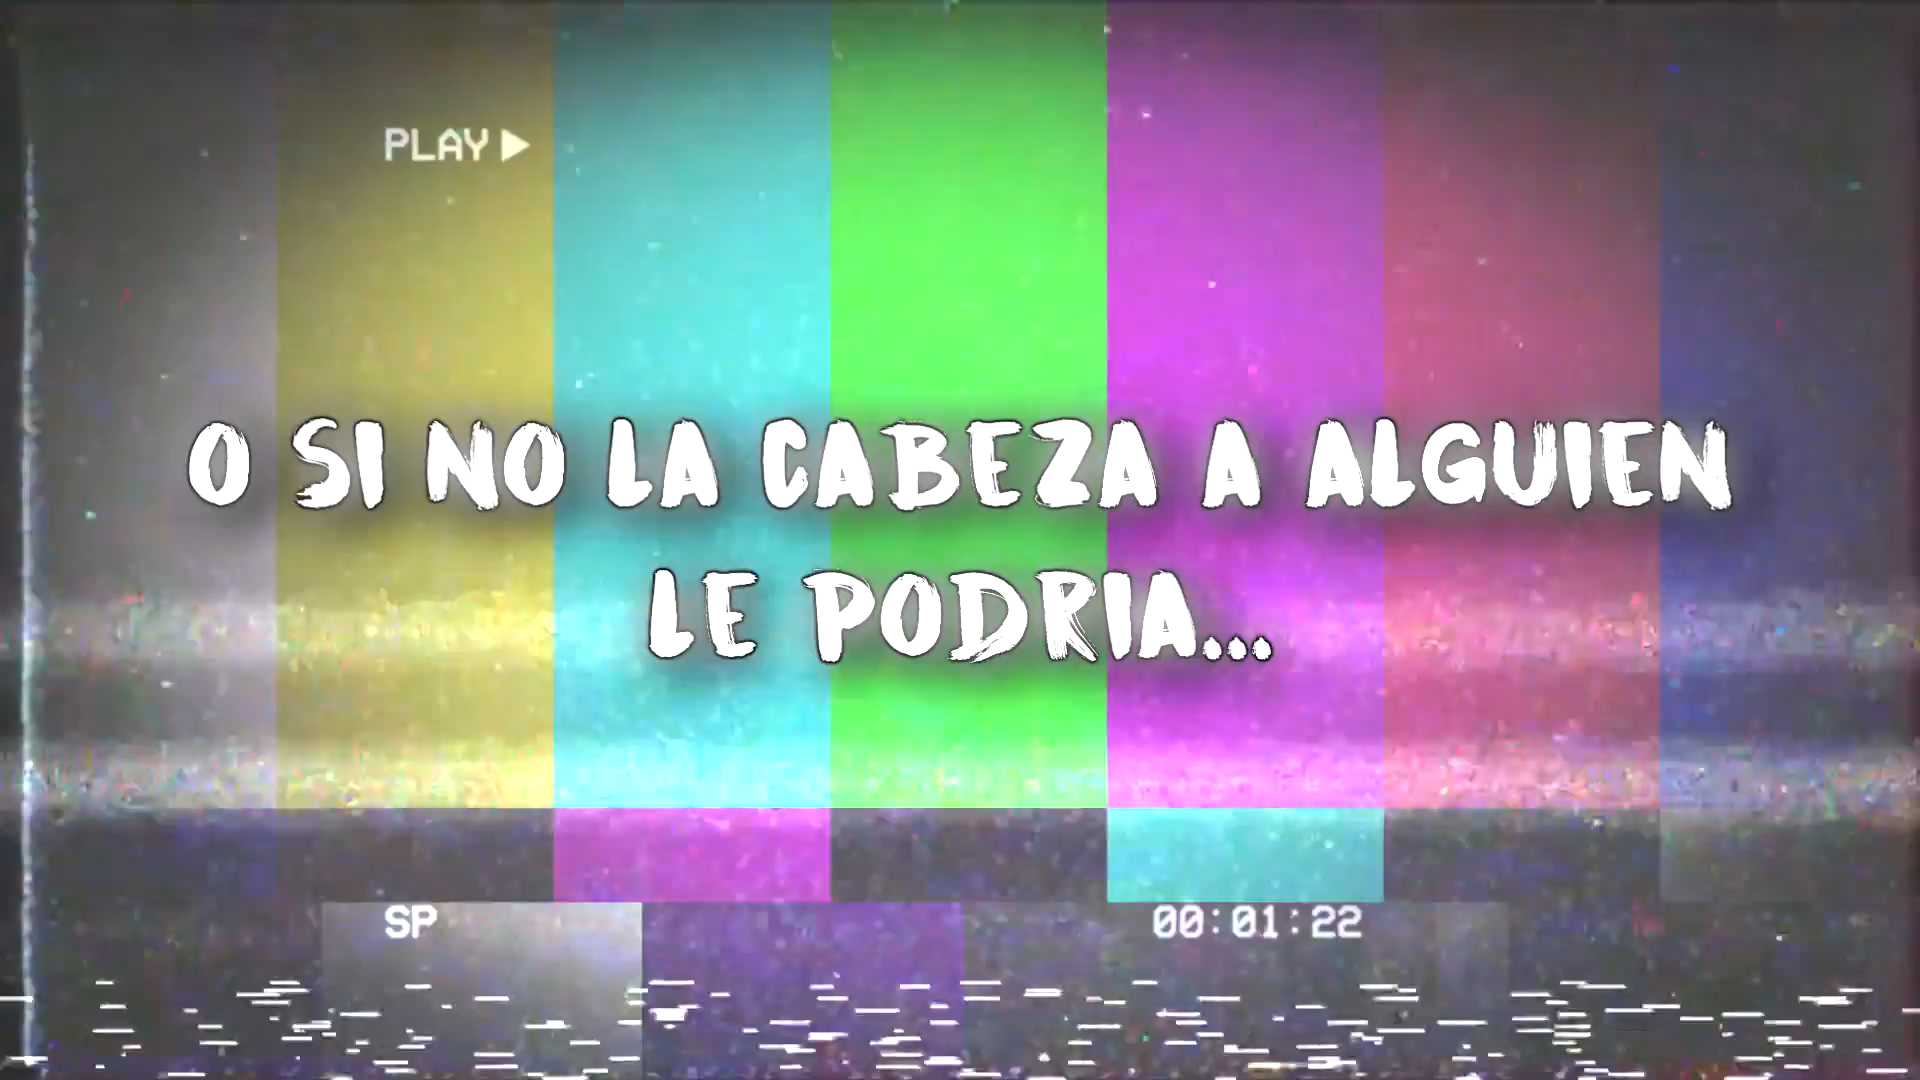 PLAY
O SI NO LA CABEZA A ALGUIEN
LE PODRIA...
SP
00:01:22